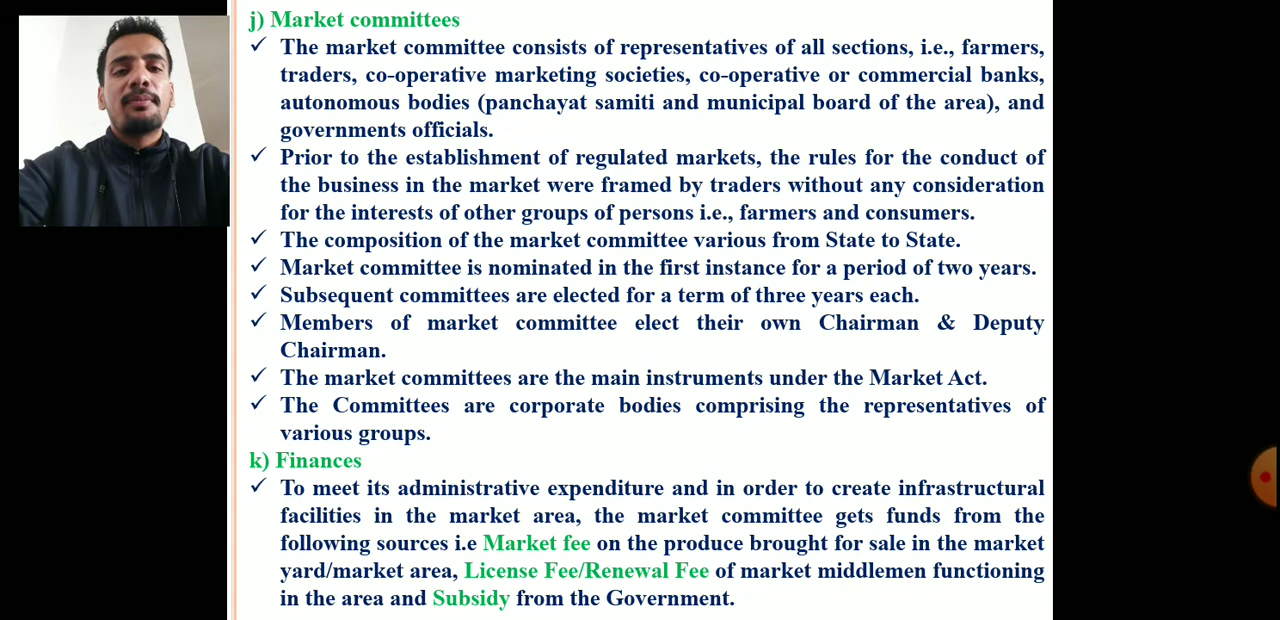 j) Market committees
✓ The market committee consists of representatives of all sections, i.e., farmers,
traders, co-operative marketing societies, co-operative or commercial banks,
autonomous bodies (panchayat samiti and municipal board of the area), and
governments officials.
✓ Prior to the establishment of regulated markets, the rules for the conduct of
the business in the market were framed by traders without any consideration
for the interests of other groups of persons i.e., farmers and consumers.
✓ The composition of the market committee various from State to State.
✓ Market committee is nominated in the first instance for a period of two years.
✓ Subsequent committees are elected for a term of three years each.
✓ Members of market committee elect their own Chairman & Deputy
Chairman.
✓ The market committees are the main instruments under the Market Act.
✓ The Committees are corporate bodies comprising the representatives of
various groups.
k) Finances
✓ To meet its administrative expenditure and in order to create infrastructural
facilities in the market area, the market committee gets funds from the
following sources i.e Market fee on the produce brought for sale in the market
yard/market area, License Fee/Renewal Fee of market middlemen functioning
in the area and Subsidy from the Government.